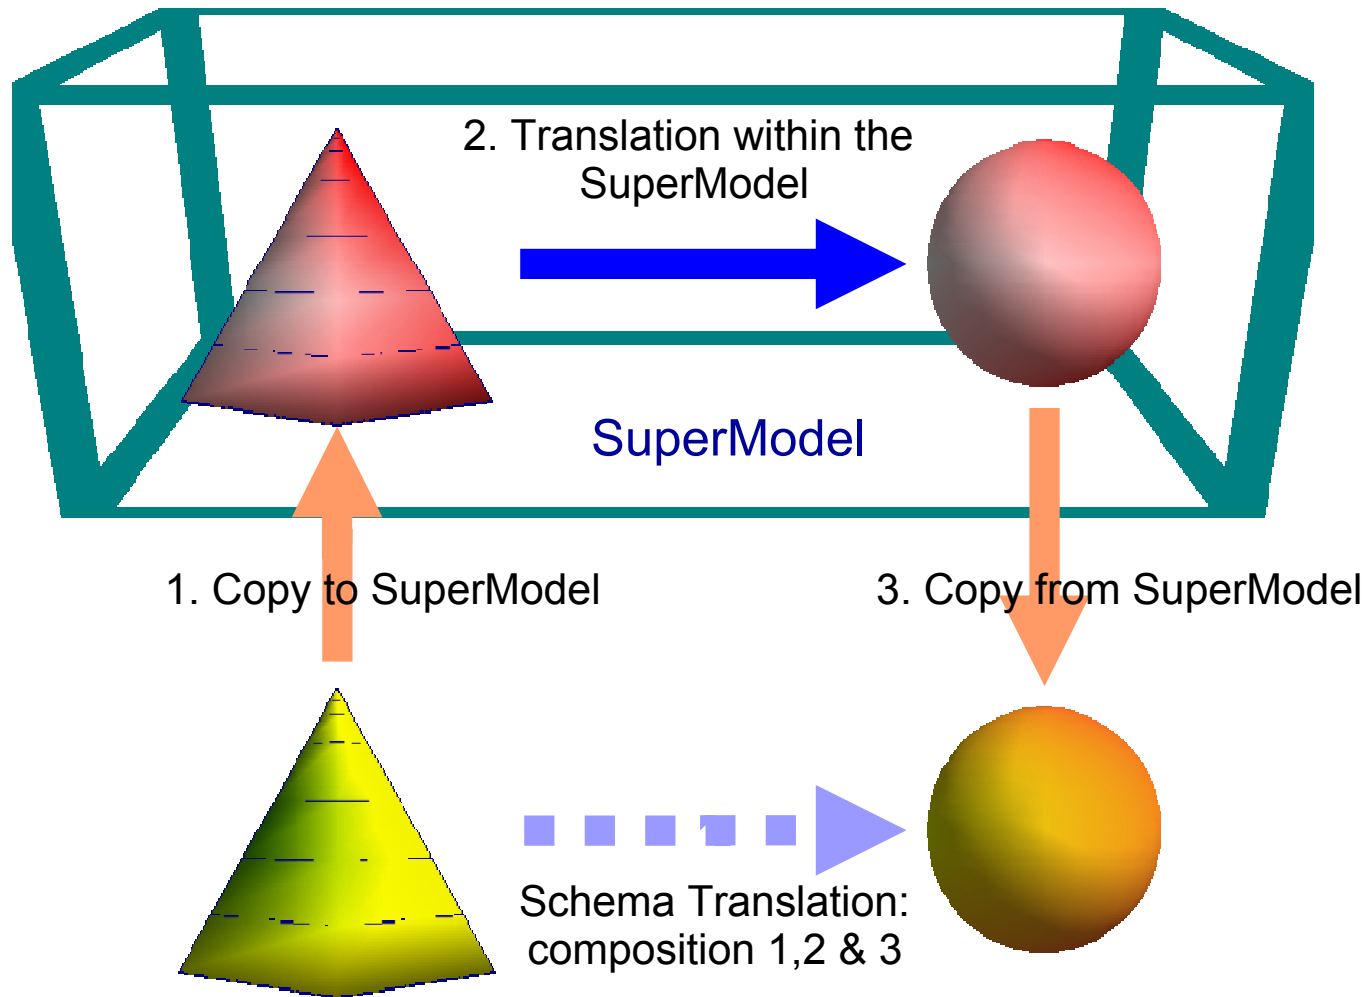 2. Translation within the
SuperModel
SuperModel
1. Copy to SuperModel
3. Copy from SuperModel
Schema Translation:
composition 1,2 & 3